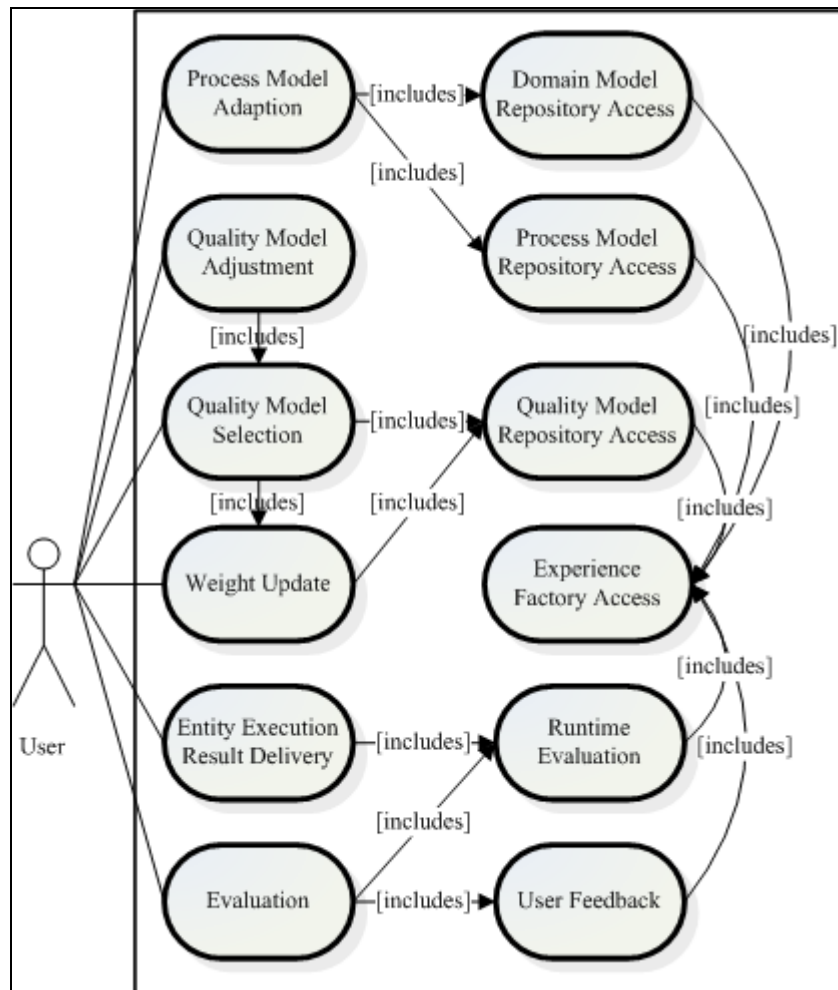 Process Model
Adaption
[includes]
Domain Model
Repository Access
[includes]
Quality Model
Adjustment
Process Model
Repository Access
[includes]
[includes]
[includes]
Quality Model
Selection
[includes]
Quality Model
Repository Access
[includes]
[includes]
[includes]
Weight Update
Experience
Factory Access
[includes]
User
Entity Execution
Result Delivery
[includes]
Runtime
Evaluation
[includes]
[includes]
Evaluation
[includes]
User Feedback